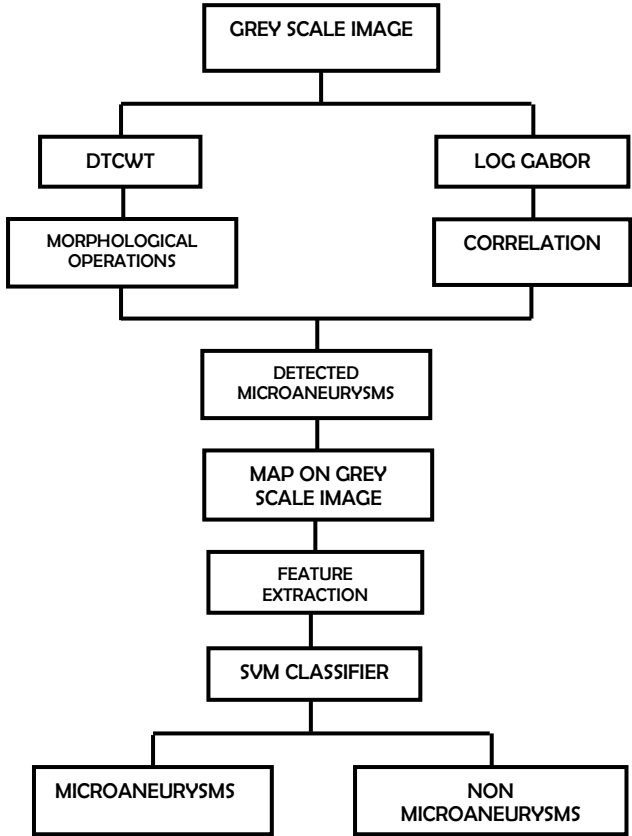 GREY SCALE IMAGE
DTCWT
LOG GABOR
MORPHOLOGICAL
OPERATIONS
CORRELATION
DETECTED
MICROANEURYSMS
MAP ON GREY
SCALE IMAGE
FEATURE
EXTRACTION
SVM CLASSIFIER
MICROANEURYSMS
NON
MICROANEURYSMS